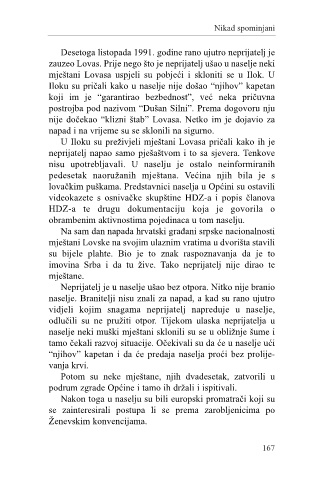 Nikad spominjani
Desetoga listopada 1991. godine rano ujutro neprijatelj je
zauzeo Lovas. Prije nego što je neprijatelj ušao u naselje neki
mještani Lovasa uspjeli su pobjeći i skloniti se u Ilok. U
Iloku su pričali kako u naselje nije došao “njihov” kapetan
koji im je “garantirao bezbednost”, već neka pričuvna
postrojba pod nazivom “Dušan Silni”. Prema dogovoru nju
nije dočekao “klizni štab” Lovasa. Netko im je dojavio za
napad i na vrijeme su se sklonili na sigurno.
U Iloku su preživjeli mještani Lovasa pričali kako ih je
neprijatelj napao samo pješaštvom i to sa sjevera. Tenkove
nisu upotrebljavali. U naselju je ostalo neinformiranih
pedesetak naoružanih mještana. Većina njih bila je s
lovačkim puškama. Predstavnici naselja u Općini su ostavili
videokazete s osnivačke skupštine HDZ-a i popis članova
HDZ-a te drugu dokumentaciju koja je govorila o
obrambenim aktivnostima pojedinaca u tom naselju.
Na sam dan napada hrvatski građani srpske nacionalnosti
mještani Lovske na svojim ulaznim vratima u dvorišta stavili
su bijele plahte. Bio je to znak raspoznavanja da je to
imovina Srba i da tu žive. Tako neprijatelj nije dirao te
mještane.
Neprijatelj je u naselje ušao bez otpora. Nitko nije branio
naselje. Branitelji nisu znali za napad, a kad su rano ujutro
vidjeli kojim snagama neprijatelj napreduje u naselje,
odlučili su ne pružiti otpor. Tijekom ulaska neprijatelja u
naselje neki muški mještani sklonili su se u obližnje šume i
tamo čekali razvoj situacije. Očekivali su da će u naselje ući
“njihov” kapetan i da će predaja naselja proći bez prolije-
vanja krvi.
Potom su neke mještane, njih dvadesetak, zatvorili u
podrum zgrade Općine i tamo ih držali i ispitivali.
Nakon toga u naselju su bili europski promatrači koji su
se zainteresirali postupa li se prema zarobljenicima po
Ženevskim konvencijama.
167